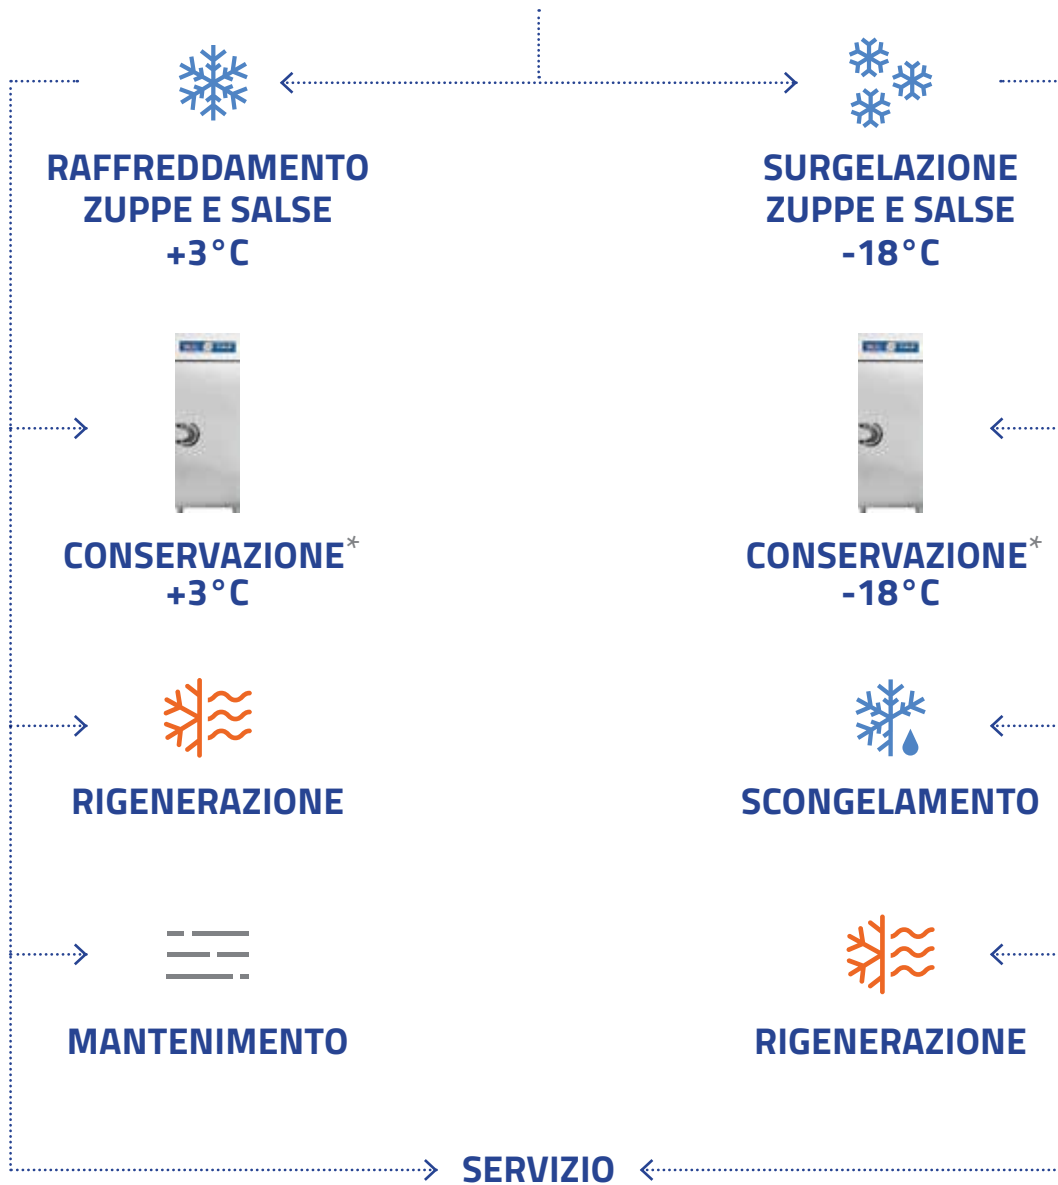 RAFFREDDAMENTO
ZUPPE E SALSE
+3°C
SURGELAZIONE
ZUPPE E SALSE
-18°C
CONSERVAZIONE*
+3°C
CONSERVAZIONE*
-18°C
RIGENERAZIONE
SCONGELAMENTO
MANTENIMENTO
RIGENERAZIONE
SERVIZIO